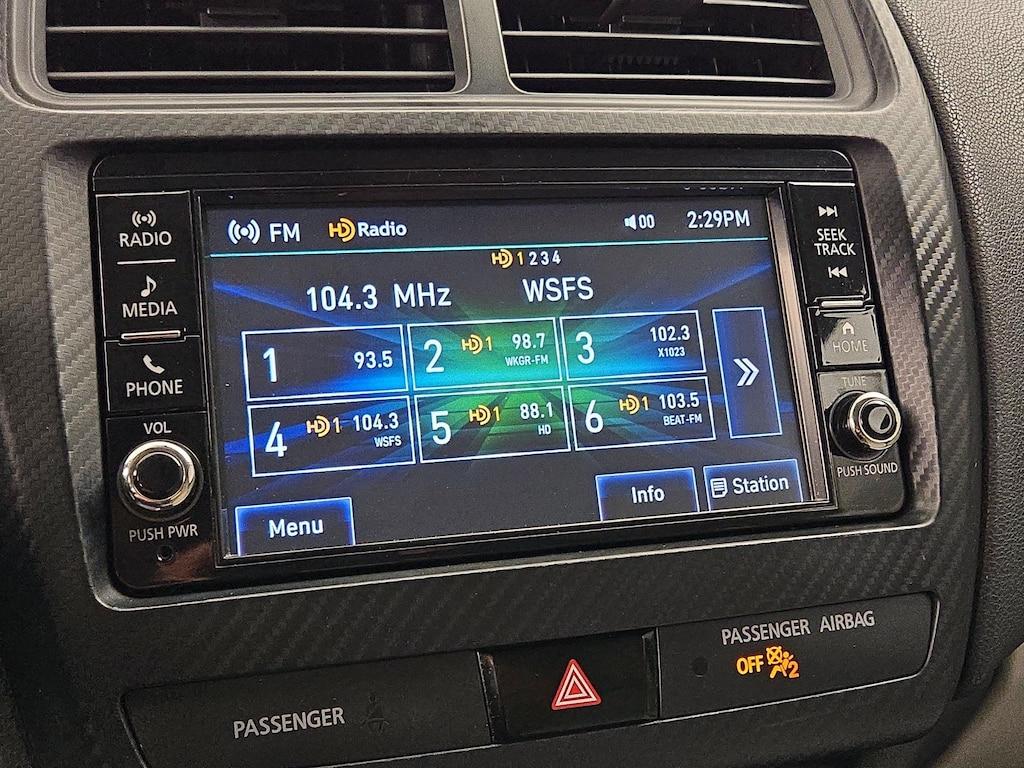 RADIO
MEDIA
PHONE
VOL
PUSH PWR
FM HD Radio 00 2:29PM
HD 1 2 3 4
104.3 MHz WSFS
1 93.5
2 HD 1 98.7
WKGR-FM
3 102.3
X1023
4 HD 1 104.3
WSFS
5 HD 1 88.1
HD
6 HD 1 103.5
BEAT-FM
Menu
Info
Station
SEEK
TRACK
HOME
TUNE
PUSH SOUND
PASSENGER
PASSENGER AIRBAG
OFF 2